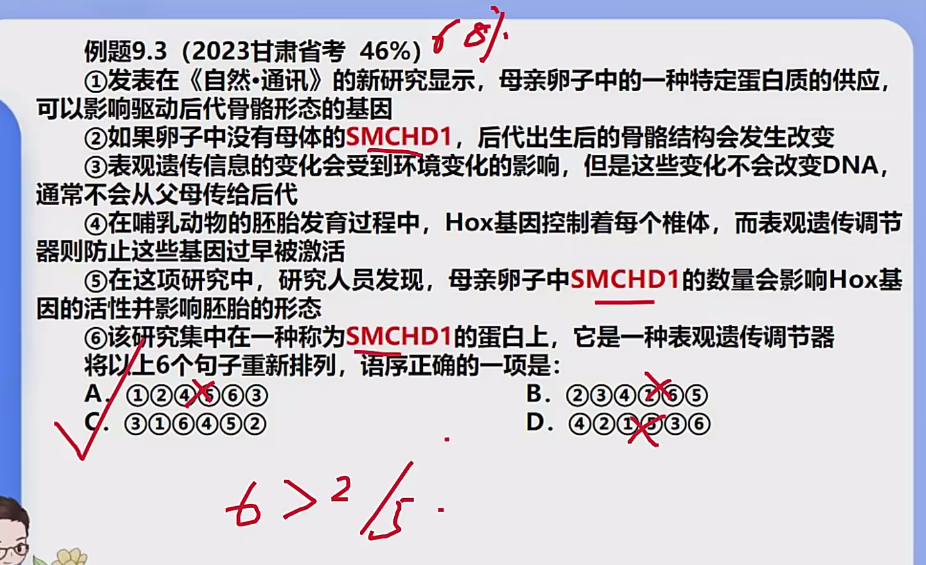 例题9.3（2023甘肃省考 46%）68%
①发表在《自然·通讯》的新研究显示，母亲卵子中的一种特定蛋白质的供应，
可以影响驱动后代骨骼形态的基因
②如果卵子中没有母体的SMCHD1，后代出生后的骨骼结构会发生改变
③表观遗传信息的变化会受到环境变化的影响，但是这些变化不会改变DNA，
通常不会从父母传给后代
④在哺乳动物的胚胎发育过程中，Hox基因控制着每个椎体，而表观遗传调节
器则防止这些基因过早被激活
⑤在这项研究中，研究人员发现，母亲卵子中SMCHD1的数量会影响Hox基
因的活性并影响胚胎的形态
⑥该研究集中在一种称为SMCHD1的蛋白上，它是一种表观遗传调节器
将以上6个句子重新排列，语序正确的一项是：
A．①②④⑤⑥③ B．②③④①⑥⑤
C．③①⑥④⑤② D．④②①⑤③⑥
6>2/5